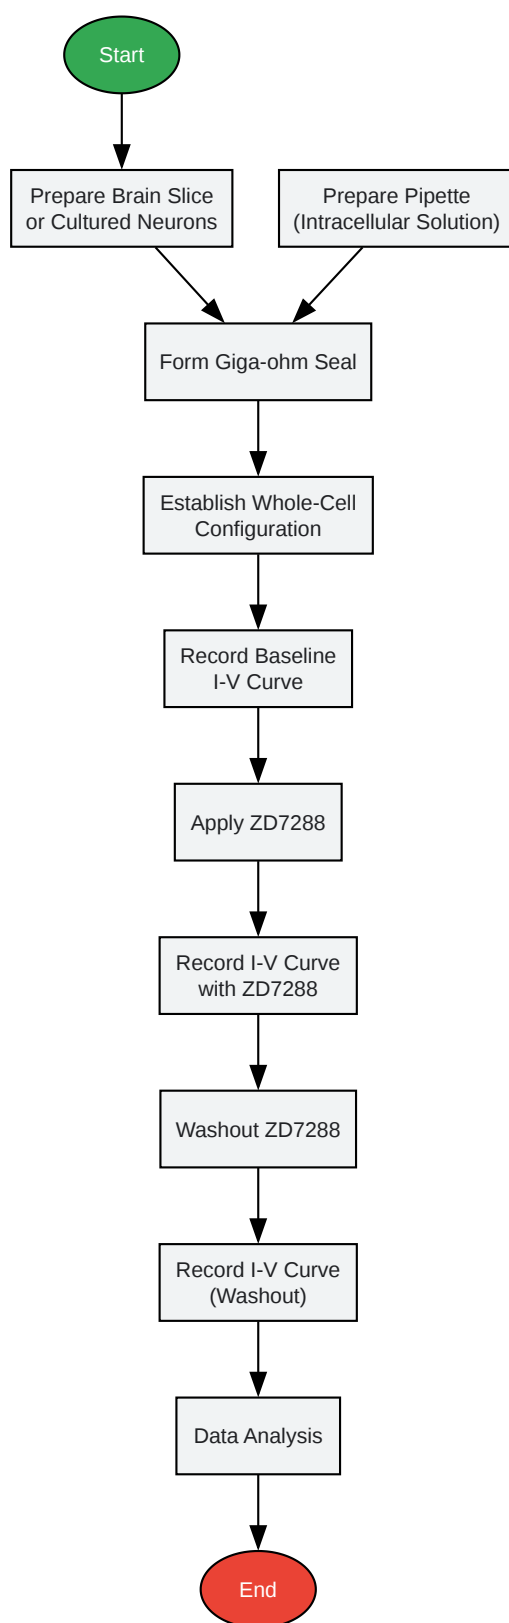 Start
Prepare Brain Slice
or Cultured Neurons
Prepare Pipette
(Intracellular Solution)
Form Giga-ohm Seal
Establish Whole-Cell
Configuration
Record Baseline
I-V Curve
Apply ZD7288
Record I-V Curve
with ZD7288
Washout ZD7288
Record I-V Curve
(Washout)
Data Analysis
End